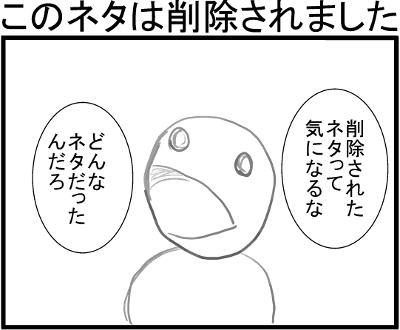 このネタは削除されました
削除された
ネタって
気になるな
どんな
ネタだった
んだろ